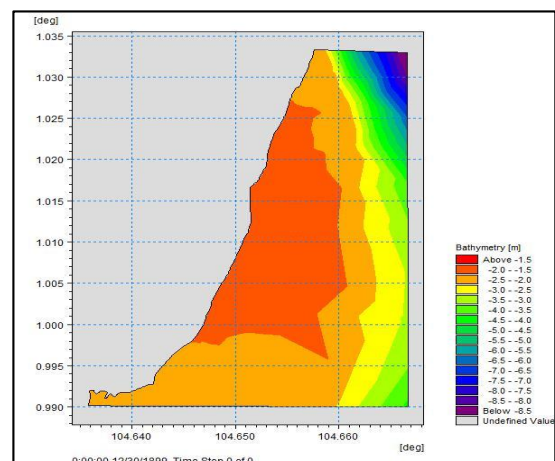 [deg]
1.035
1.030
1.025
1.020
1.015
1.010
1.005
1.000
0.995
0.990
104.640 104.650 104.660
[deg]
Bathymetry [m]
Above -1.5
-2.0 - -1.5
-2.5 - -2.0
-3.0 - -2.5
-3.5 - -3.0
-4.0 - -3.5
-4.5 - -4.0
-5.0 - -4.5
-5.5 - -5.0
-6.0 - -5.5
-6.5 - -6.0
-7.0 - -6.5
-7.5 - -7.0
-8.0 - -7.5
-8.5 - -8.0
Below -8.5
Undefined Value
0:00:00 12/30/1899 Time Step 0 of 0